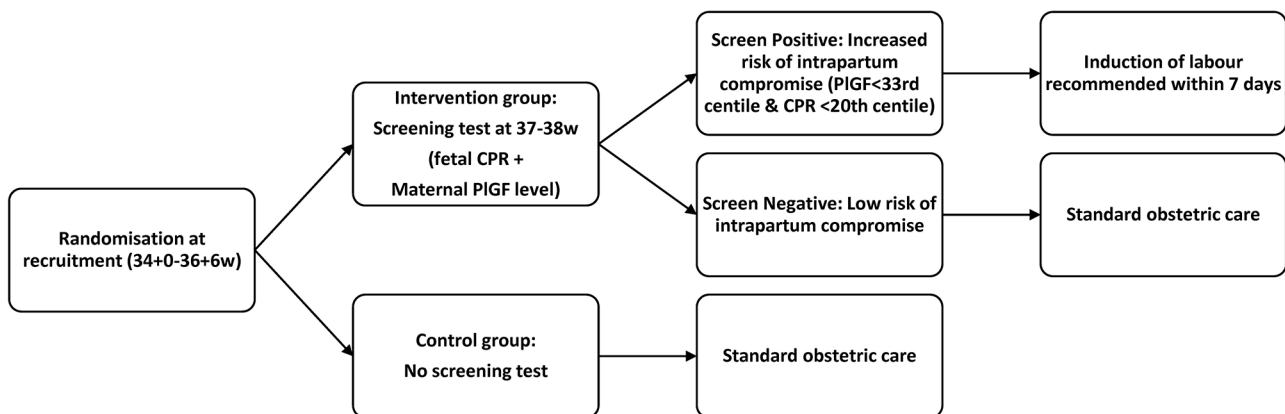 Randomisation at
recruitment (34+0-36+6w)
Intervention group:
Screening test at 37-38w
(fetal CPR +
Maternal PlGF level)
Screen Positive: Increased
risk of intrapartum
compromise (PlGF<33rd
centile & CPR <20th centile)
Induction of labour
recommended within 7 days
Screen Negative: Low risk of
intrapartum compromise
Standard obstetric care
Control group:
No screening test
Standard obstetric care